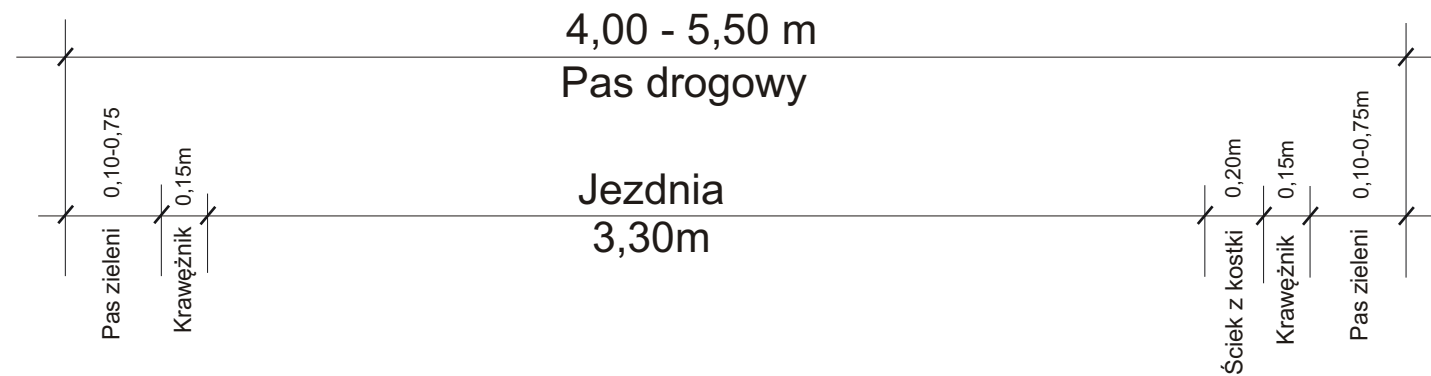 4,00 - 5,50 m
Pas drogowy
0,10-0,75
0,15m
Jezdnia
3,30m
0,20m
0,15m
0,10-0,75m
Pas zieleni
Krawężnik
Ściek z kostki
Krawężnik
Pas zieleni